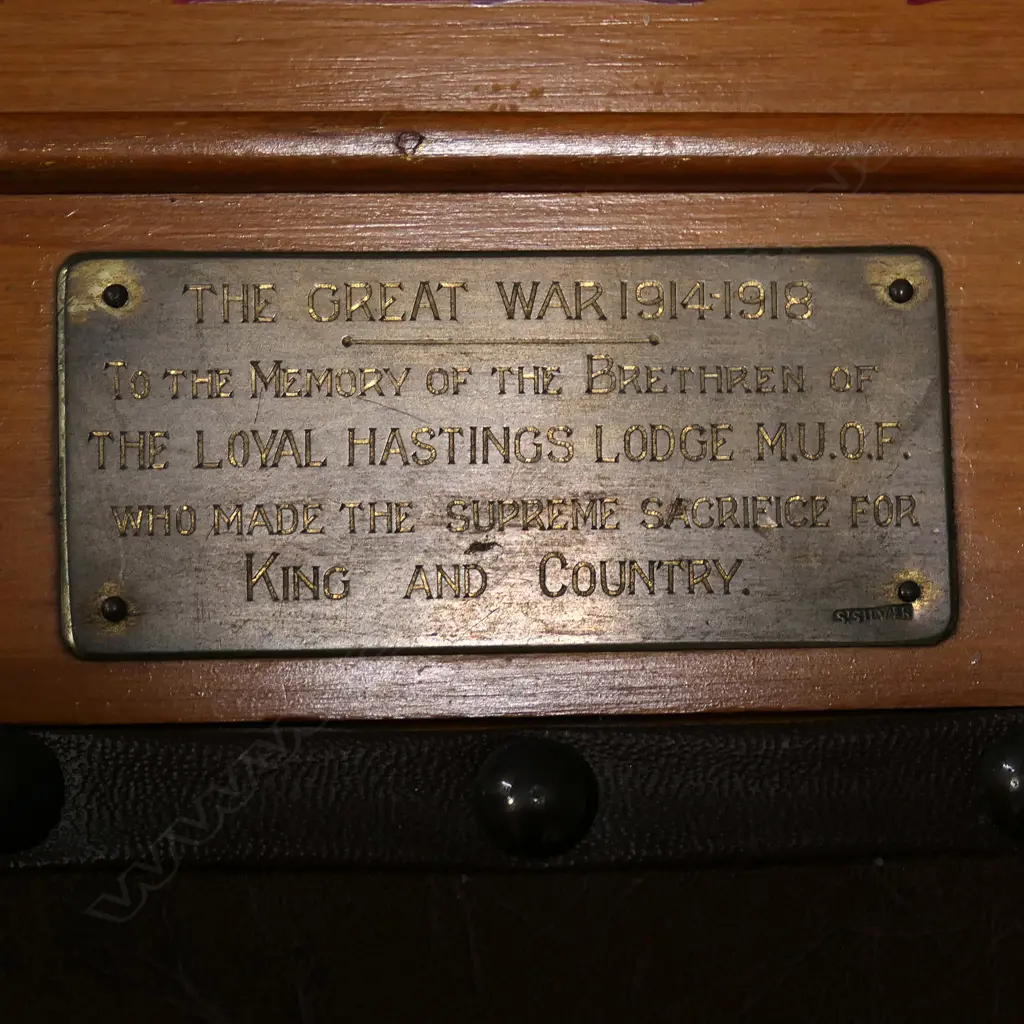 THE GREAT WAR 1914-1918
TO THE MEMORY OF THE BRETHREN OF
THE LOYAL HASTINGS LODGE M.U.O.F.
WHO MADE THE SUPREME SACRIFICE FOR
KING AND COUNTRY.